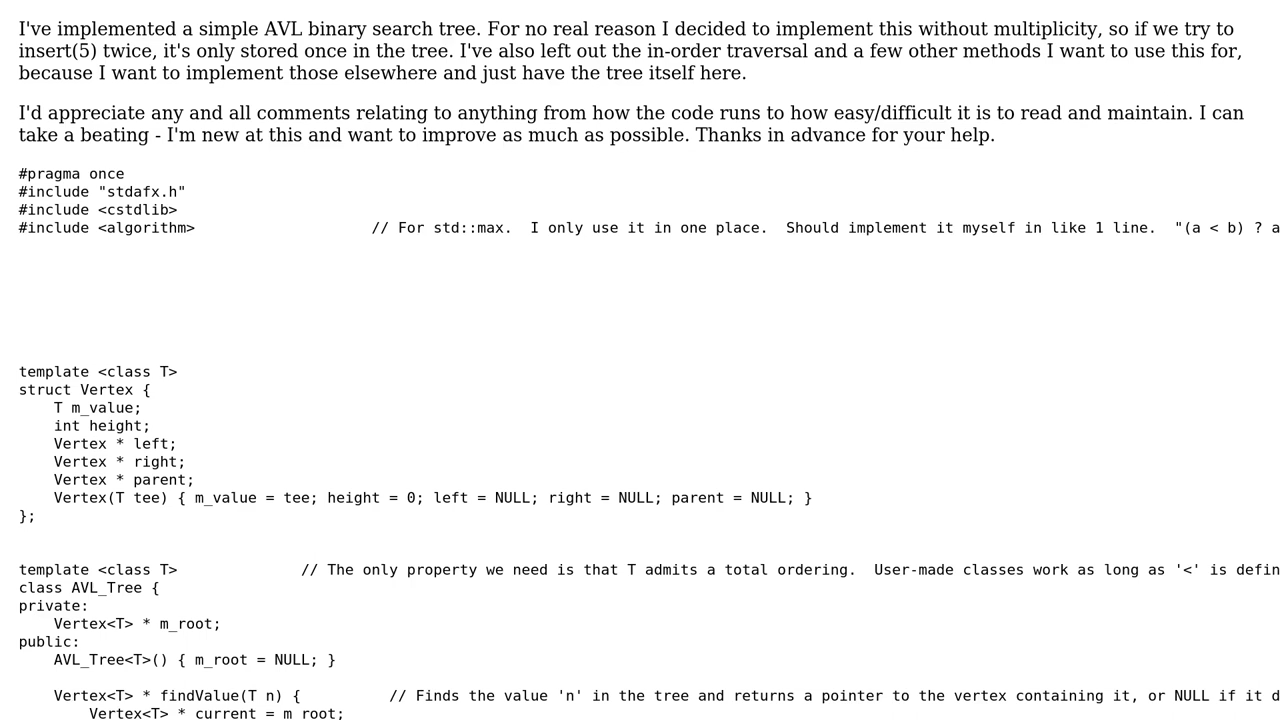 I've implemented a simple AVL binary search tree. For no real reason I decided to implement this without multiplicity, so if we try to
insert(5) twice, it's only stored once in the tree. I've also left out the in-order traversal and a few other methods I want to use this for,
because I want to implement those elsewhere and just have the tree itself here.
I'd appreciate any and all comments relating to anything from how the code runs to how easy/difficult it is to read and maintain. I can
take a beating - I'm new at this and want to improve as much as possible. Thanks in advance for your help.
#pragma once
#include "stdafx.h"
#include <cstdlib>
#include <algorithm>                    // For std::max.  I only use it in one place.  Should implement it myself in like 1 line.  "(a < b) ? a
template <class T>
struct Vertex {
    T m_value;
    int height;
    Vertex * left;
    Vertex * right;
    Vertex * parent;
    Vertex(T tee) { m_value = tee; height = 0; left = NULL; right = NULL; parent = NULL; }
};
template <class T>              // The only property we need is that T admits a total ordering.  User-made classes work as long as '<' is defin
class AVL_Tree {
private:
    Vertex<T> * m_root;
public:
    AVL_Tree<T>() { m_root = NULL; }
    Vertex<T> * findValue(T n) {          // Finds the value 'n' in the tree and returns a pointer to the vertex containing it, or NULL if it d
        Vertex<T> * current = m_root;